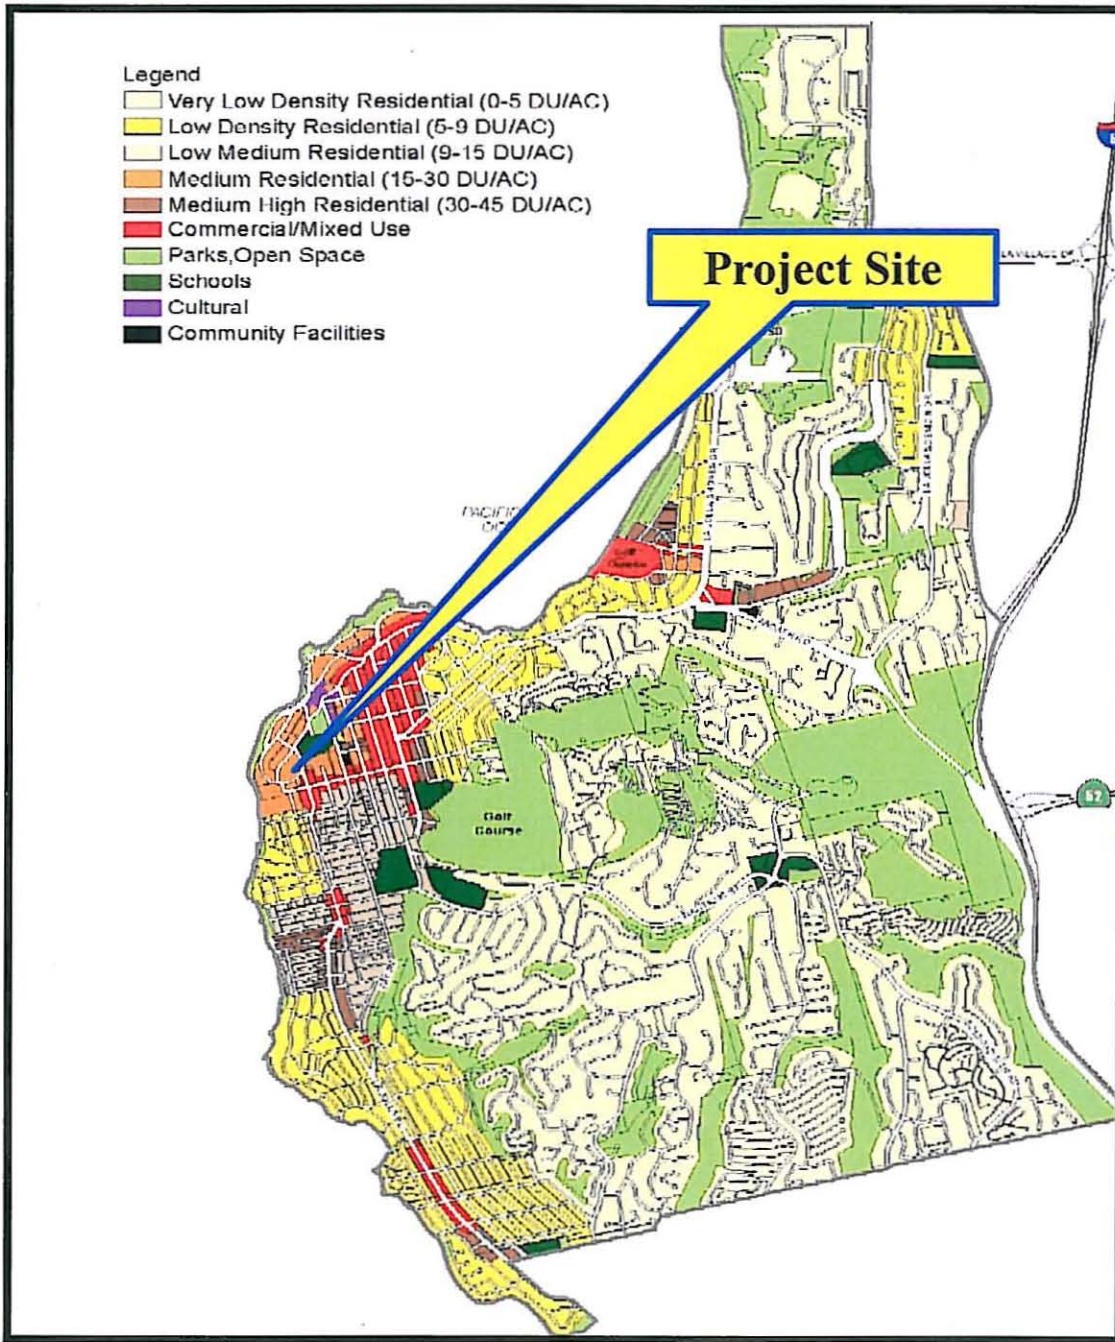 Legend
Very Low Density Residential (0-5 DU/AC)
Low Density Residential (5-9 DU/AC)
Low Medium Residential (9-15 DU/AC)
Medium Residential (15-30 DU/AC)
Medium High Residential (30-45 DU/AC)
Commercial/Mixed Use
Parks,Open Space
Schools
Cultural
Community Facilities
Project Site
PACIFIC
Golf
Course
52